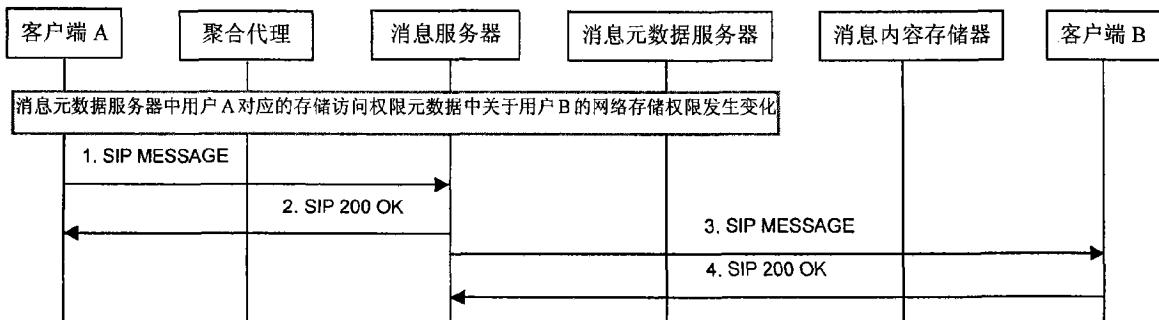 客户端 A
聚合代理
消息服务器
消息元数据服务器
消息内容存储器
客户端 B
消息元数据服务器中用户A对应的存储访问权限元数据中关于用户B的网络存储权限发生变化
1. SIP MESSAGE
2. SIP 200 OK
3. SIP MESSAGE
4. SIP 200 OK